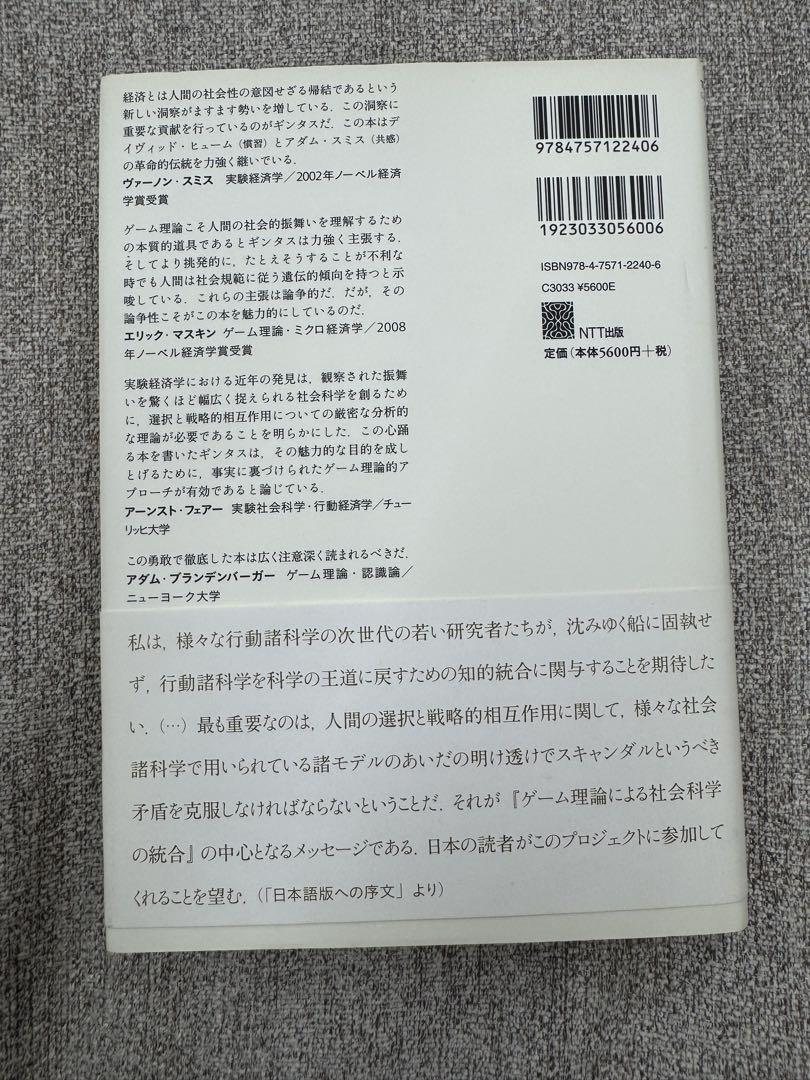 経済とは人間の社会性の意図せざる帰結であるという
新しい洞察がますます勢いを増している．この洞察に
重要な貢献を行っているのがギンタスだ．この本はデ
イヴィッド・ヒューム（慣習）とアダム・スミス（共感）
の革命的伝統を力強く継いでいる．
ヴァーノン・スミス 実験経済学／2002年ノーベル経済
学賞受賞
ゲーム理論こそ人間の社会的振舞いを理解するため
の本質的道具であるとギンタスは力強く主張する．
そしてより挑発的に，たとえそうすることが不利な
時でも人間は社会規範に従う遺伝的傾向を持つと示
唆している．これらの主張は論争的だ．だが，その
論争性こそがこの本を魅力的にしているのだ．
エリック・マスキン ゲーム理論・ミクロ経済学／2008
年ノーベル経済学賞受賞
実験経済学における近年の発見は，観察された振舞
いを驚くほど幅広く捉えられる社会科学を創るため
に，選択と戦略的相互作用についての厳密な分析的
な理論が必要であることを明らかにした．この心踊
る本を書いたギンタスは，その魅力的な目的を成し
とげるために，事実に裏づけられたゲーム理論的ア
プローチが有効であると論じている．
アーンスト・フェアー 実験社会科学・行動経済学／チュー
リッヒ大学
この勇敢で徹底した本は広く注意深く読まれるべきだ．
アダム・ブランデンバーガー ゲーム理論・認識論／
ニューヨーク大学
9784757122406
1923033056006
ISBN978-4-7571-2240-6
C3033 ¥5600E
NTT出版
定価（本体5600円＋税）
私は，様々な行動諸科学の次世代の若い研究者たちが，沈みゆく船に固執せ
ず，行動諸科学を科学の王道に戻すための知的統合に関与することを期待した
い．（…）最も重要なのは，人間の選択と戦略的相互作用に関して，様々な社会
諸科学で用いられている諸モデルのあいだの明け透けでスキャンダルというべき
矛盾を克服しなければならないということだ．それが『ゲーム理論による社会科学
の統合』の中心となるメッセージである．日本の読者がこのプロジェクトに参加して
くれることを望む．（「日本語版への序文」より）